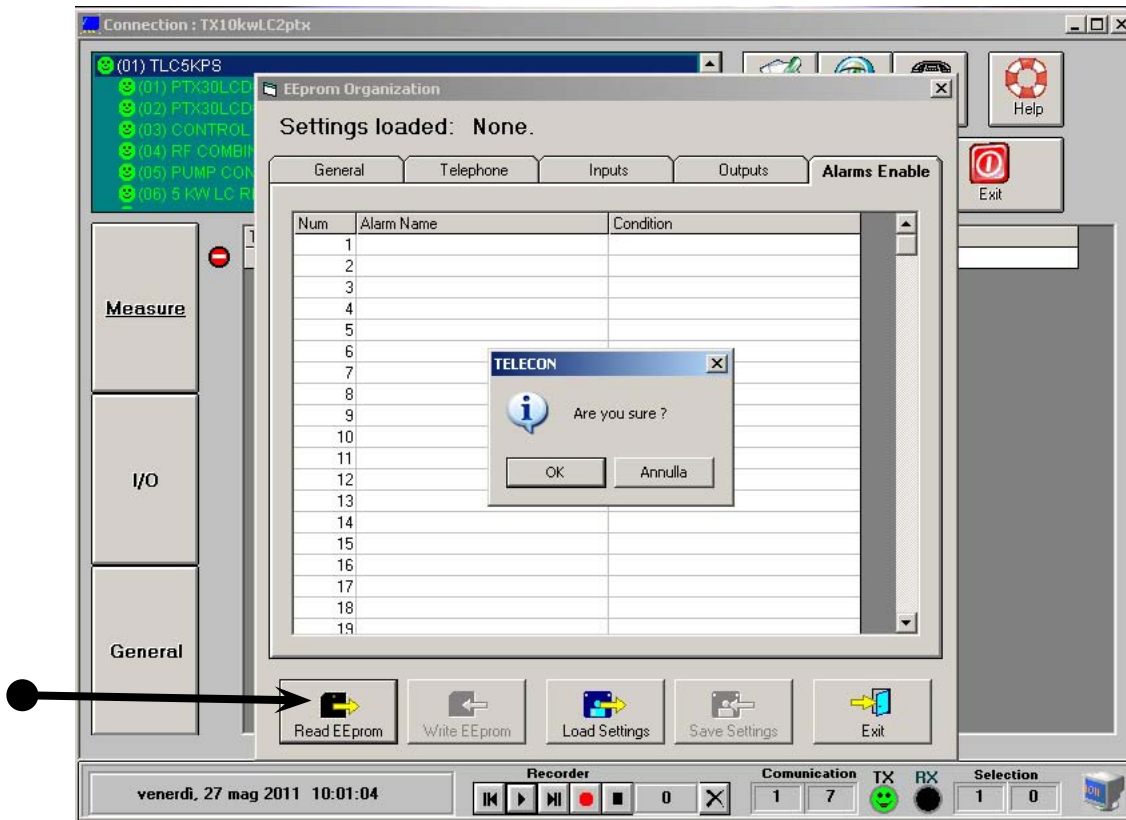 Connection : TX10kwLC2ptx
(01) TLC5KPS
(01) PTX30LCD
(02) PTX30LCD
(03) CONTROL
(04) RF COMBIN
(05) PUMP CON
(06) 5 KW LC R
Help
Exit
EEprom Organization
Settings loaded: None.
General Telephone Inputs Outputs Alarms Enable
Num Alarm Name Condition
1
2
3
4
5
6
7
8
9
10
11
12
13
14
15
16
17
18
19
TELECON
Are you sure ?
OK Annulla
Measure
I/O
General
Read EEprom Write EEprom Load Settings Save Settings Exit
Recorder Comunication TX RX Selection
venerdì, 27 mag 2011 10:01:04 0 1 7 1 0